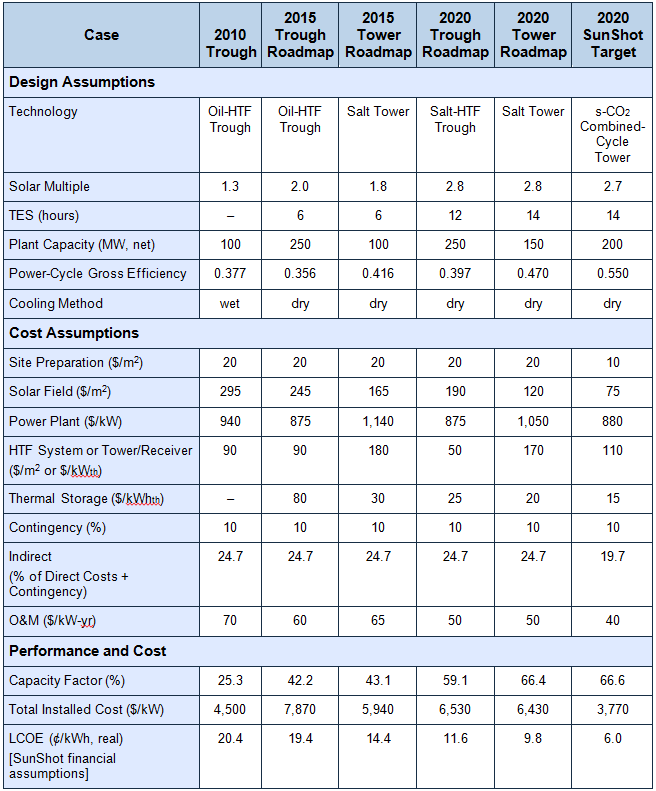 Case 2010 Trough 2015 Trough Roadmap 2015 Tower Roadmap 2020 Trough Roadmap 2020 Tower Roadmap 2020 SunShot Target
Design Assumptions
Technology Oil-HTF Trough Oil-HTF Trough Salt Tower Salt-HTF Trough Salt Tower s-CO2 Combined-Cycle Tower
Solar Multiple 1.3 2.0 1.8 2.8 2.8 2.7
TES (hours) – 6 6 12 14 14
Plant Capacity (MW, net) 100 250 100 250 150 200
Power-Cycle Gross Efficiency 0.377 0.356 0.416 0.397 0.470 0.550
Cooling Method wet dry dry dry dry dry
Cost Assumptions
Site Preparation ($/m2) 20 20 20 20 20 10
Solar Field ($/m2) 295 245 165 190 120 75
Power Plant ($/kW) 940 875 1,140 875 1,050 880
HTF System or Tower/Receiver ($/m2 or $/kWth) 90 90 180 50 170 110
Thermal Storage ($/kWhth) – 80 30 25 20 15
Contingency (%) 10 10 10 10 10 10
Indirect (% of Direct Costs + Contingency) 24.7 24.7 24.7 24.7 24.7 19.7
O&M ($/kW-yr) 70 60 65 50 50 40
Performance and Cost
Capacity Factor (%) 25.3 42.2 43.1 59.1 66.4 66.6
Total Installed Cost ($/kW) 4,500 7,870 5,940 6,530 6,430 3,770
LCOE (¢/kWh, real) [SunShot financial assumptions] 20.4 19.4 14.4 11.6 9.8 6.0